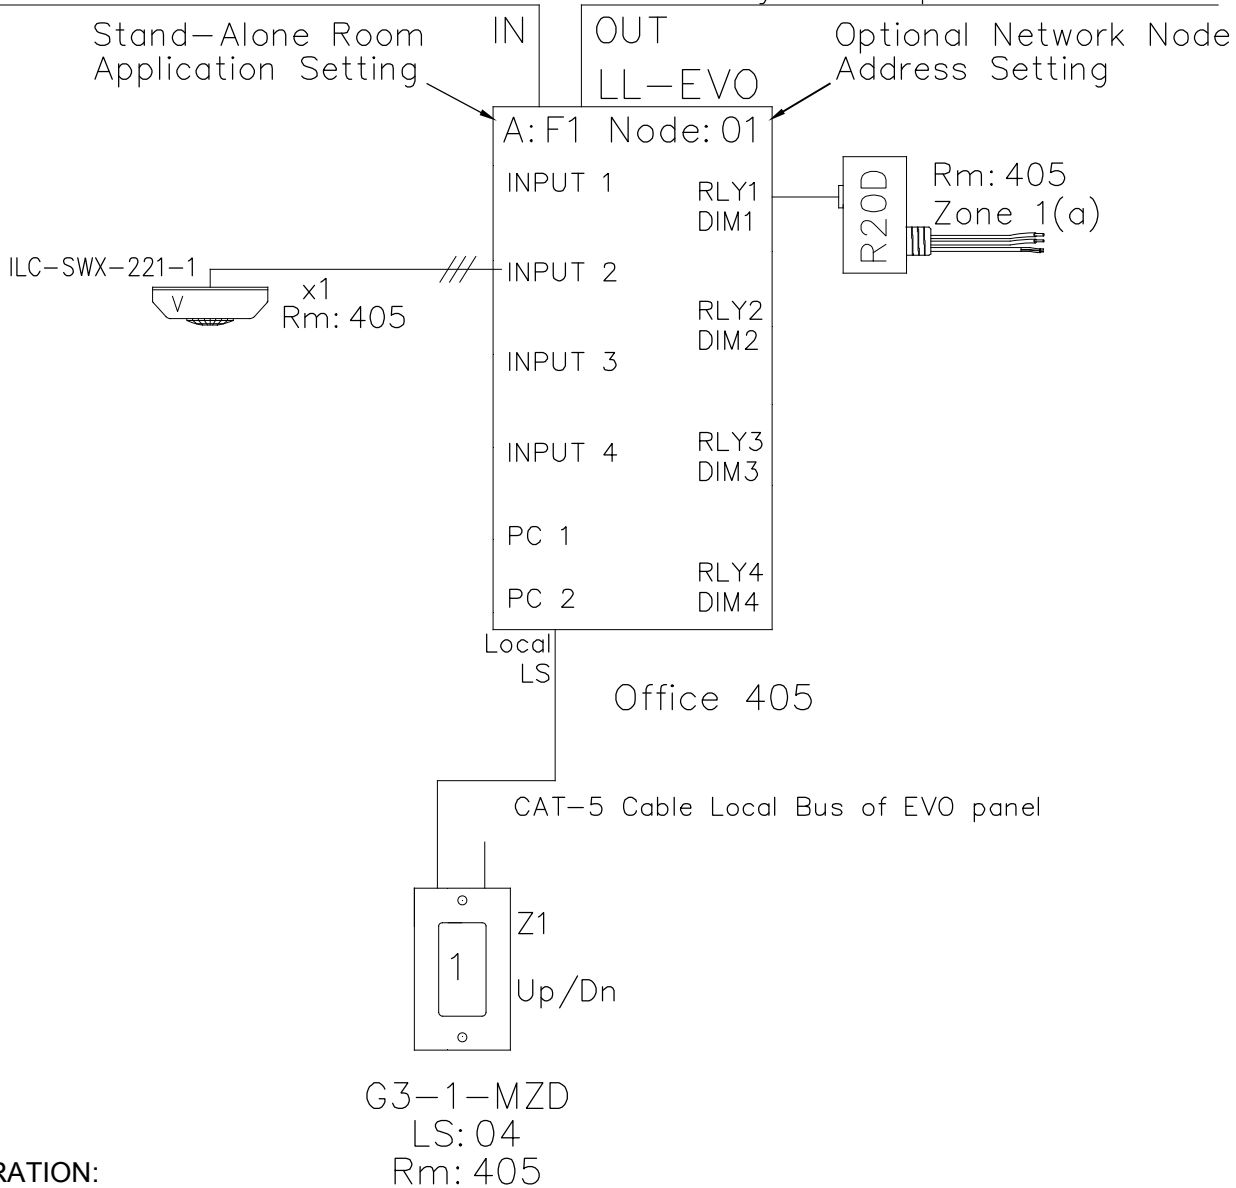 Stand-Alone Room
Application Setting
IN
OUT
Optional Network Node
Address Setting
LL-EVO
A: F1 Node: 01
INPUT 1
RLY1
DIM1
R20D
Rm: 405
Zone 1(a)
ILC-SWX-221-1
V
x1
Rm: 405
INPUT 2
RLY2
DIM2
INPUT 3
INPUT 4
RLY3
DIM3
PC 1
PC 2
RLY4
DIM4
Local
LS
Office 405
CAT-5 Cable Local Bus of EVO panel
Z1
1
Up/Dn
G3-1-MZD
LS: 04
Rm: 405
RATION: